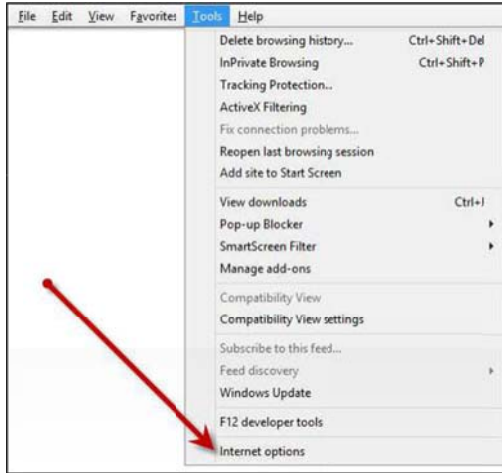 File Edit View Favorites Tools Help
Delete browsing history... Ctrl+Shift+Del
InPrivate Browsing Ctrl+Shift+P
Tracking Protection..
ActiveX Filtering
Fix connection problems...
Reopen last browsing session
Add site to Start Screen
View downloads Ctrl+J
Pop-up Blocker
SmartScreen Filter
Manage add-ons
Compatibility View
Compatibility View settings
Subscribe to this feed...
Feed discovery
Windows Update
F12 developer tools
Internet options